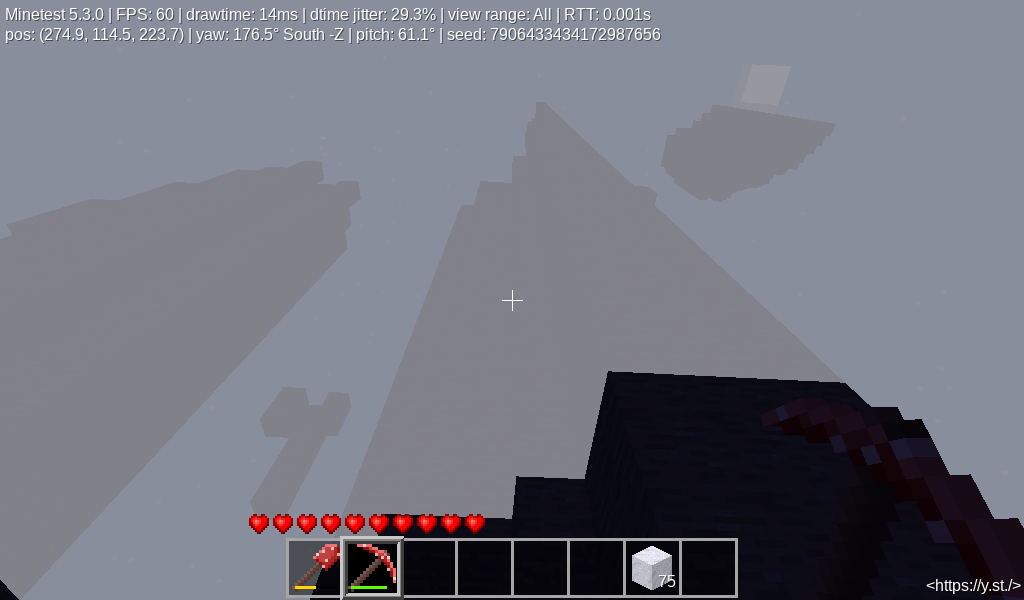 Minetest 5.3.0 | FPS: 60 | drawtime: 14ms | dtime jitter: 29.3% | view range: All | RTT: 0.001s
pos: (274.9, 114.5, 223.7) | yaw: 176.5° South -Z | pitch: 61.1° | seed: 7906433434172987656
75
<https://y.st./>